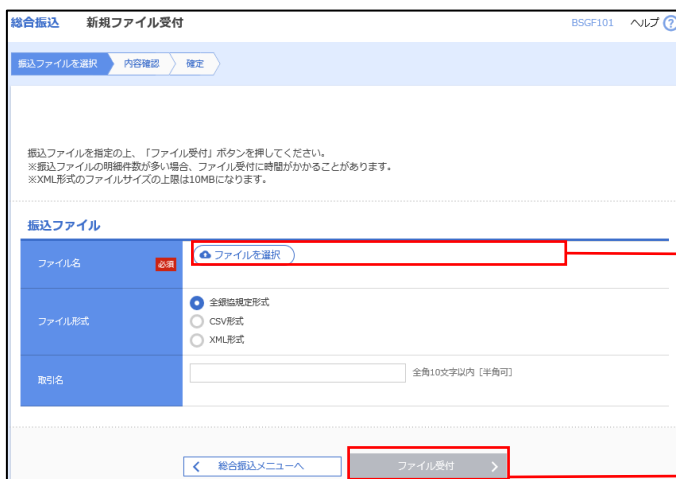 総合振込 新規ファイル受付 BSGF101 ヘルプ ?
振込ファイルを選択 内容確認 確定
振込ファイルを指定の上、「ファイル受付」ボタンを押してください。
※振込ファイルの明細件数が多い場合、ファイル受付に時間がかかることがあります。
※XML形式のファイルサイズの上限は10MBになります。
振込ファイル
ファイル名 必須 ファイルを選択
ファイル形式
全銀協規定形式
CSV形式
XML形式
取引名 全角10文字以内 [半角可]
総合振込メニューへ ファイル受付